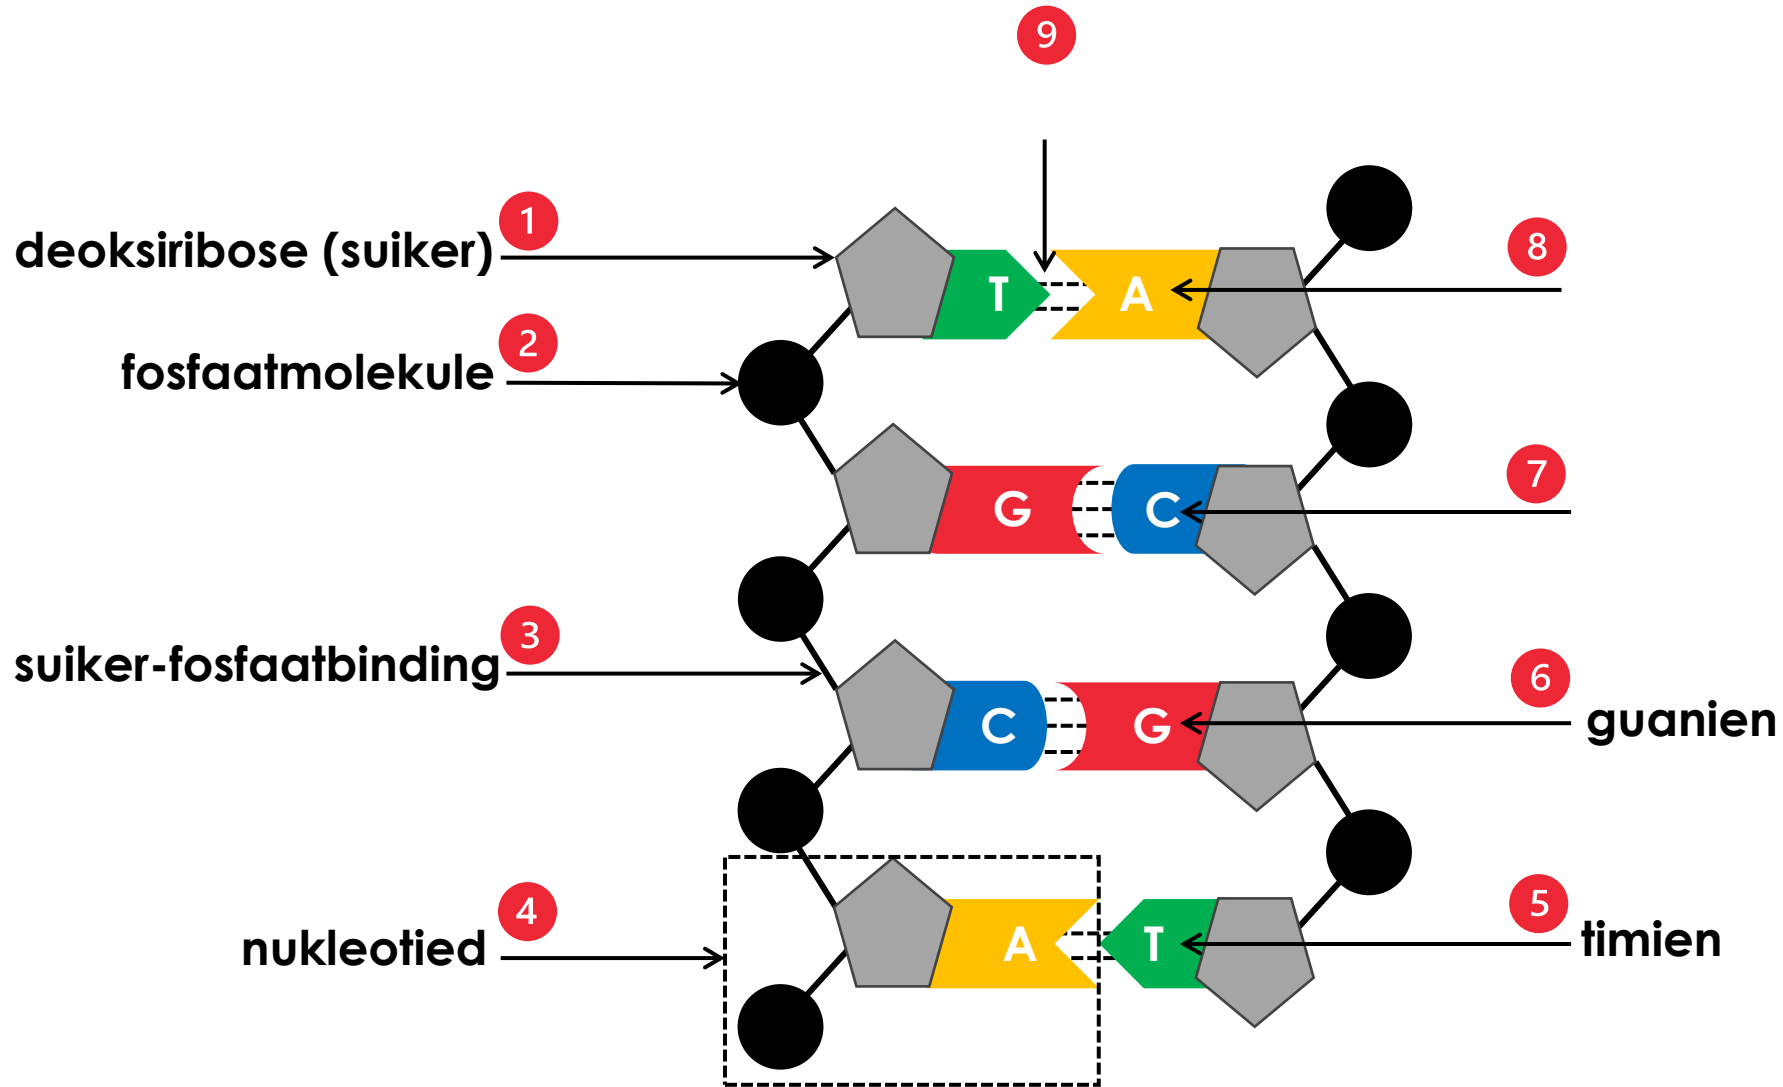 9
1
deoksiribose (suiker)
T
A
8
2
fosfaatmolekule
G
C
7
3
suiker-fosfaatbinding
C
G
6
guanien
4
nukleotied
A
T
5
timien